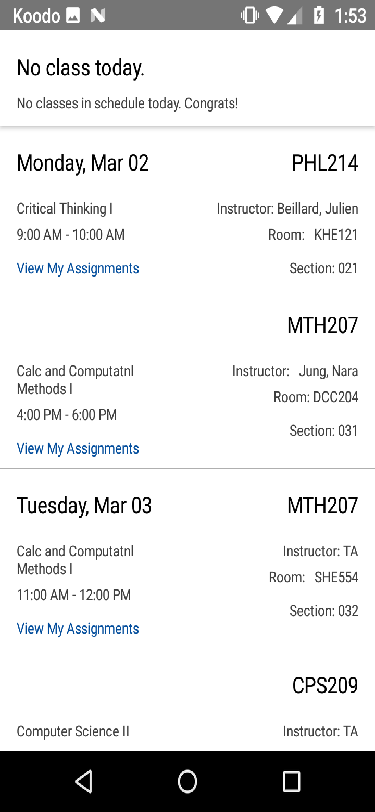 Koodo 1:53
No class today.
No classes in schedule today. Congrats!
Monday, Mar 02 PHL214
Critical Thinking I Instructor: Beillard, Julien
9:00 AM - 10:00 AM Room: KHE121
View My Assignments Section: 021
MTH207
Calc and Computatnl Instructor: Jung, Nara
Methods I Room: DCC204
4:00 PM - 6:00 PM
View My Assignments Section: 031
Tuesday, Mar 03 MTH207
Calc and Computatnl Instructor: TA
Methods I Room: SHE554
11:00 AM - 12:00 PM
View My Assignments Section: 032
CPS209
Computer Science II Instructor: TA